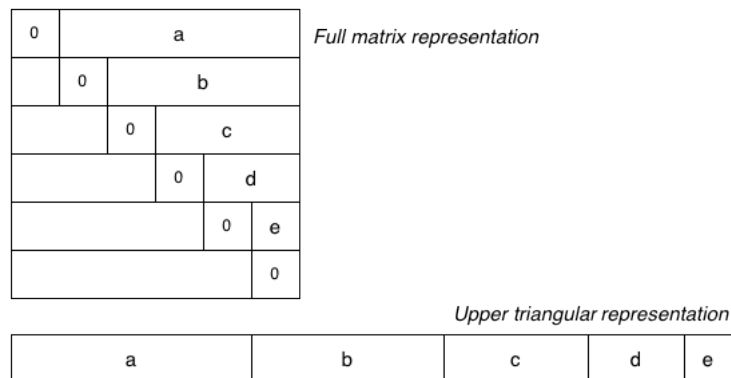 0 a Full matrix representation
0 b
0 c
0 d
0 e
0
Upper triangular representation
a b c d e